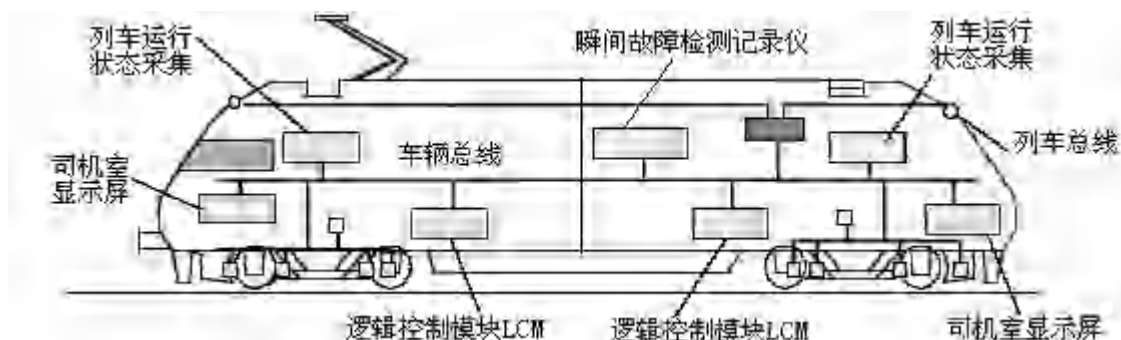 列车运行
状态采集
瞬间故障检测记录仪
列车运行
状态采集
司机室
显示屏
车辆总线
列车总线
逻辑控制模块LCM
逻辑控制模块LCM
司机室显示屏